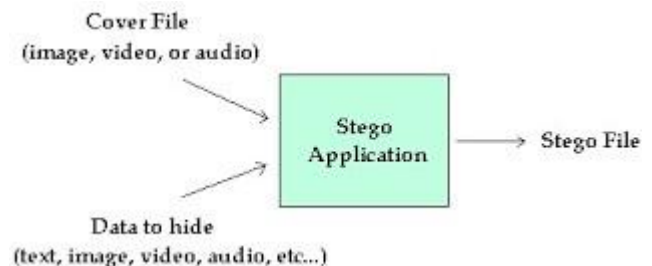 Cover File
(image, video, or audio)
Stego
Application
Stego File
Data to hide
(text, image, video, audio, etc...)